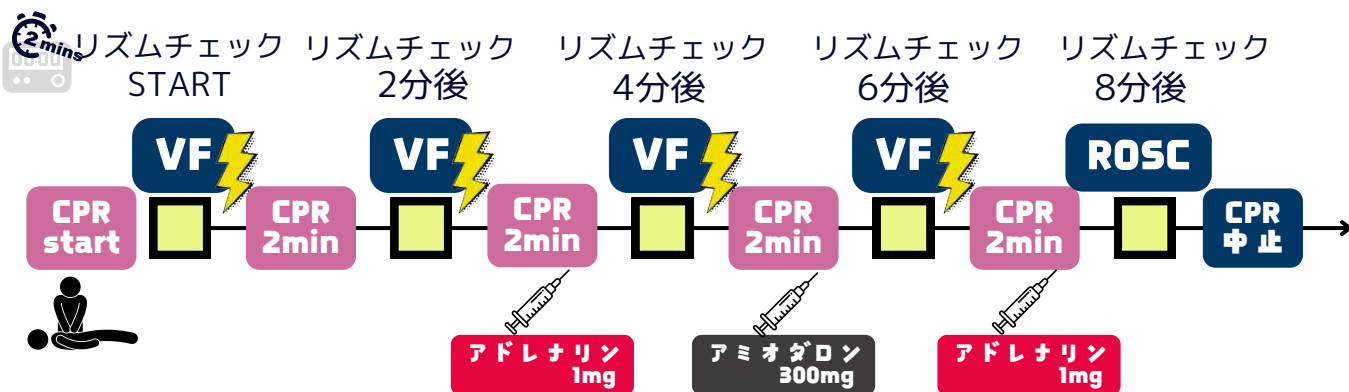 2mins
リズムチェック
START
リズムチェック
2分後
リズムチェック
4分後
リズムチェック
6分後
リズムチェック
8分後
VF
VF
VF
VF
ROSC
CPR
start
CPR
2min
CPR
2min
CPR
2min
CPR
2min
CPR
中止
アドレナリン
1mg
アミオダロン
300mg
アドレナリン
1mg